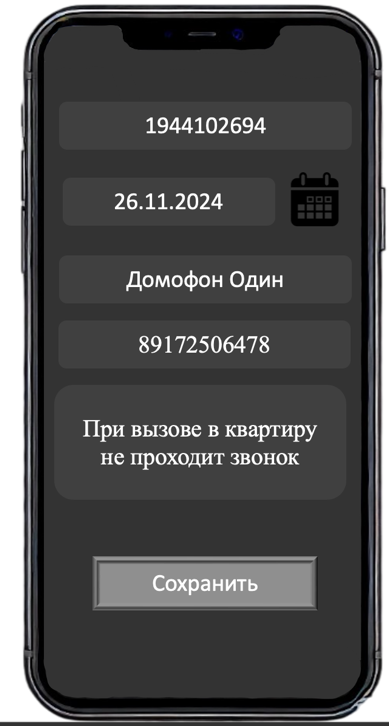 1944102694
26.11.2024
Домофон Один
89172506478
При вызове в квартиру
не проходит звонок
Сохранить